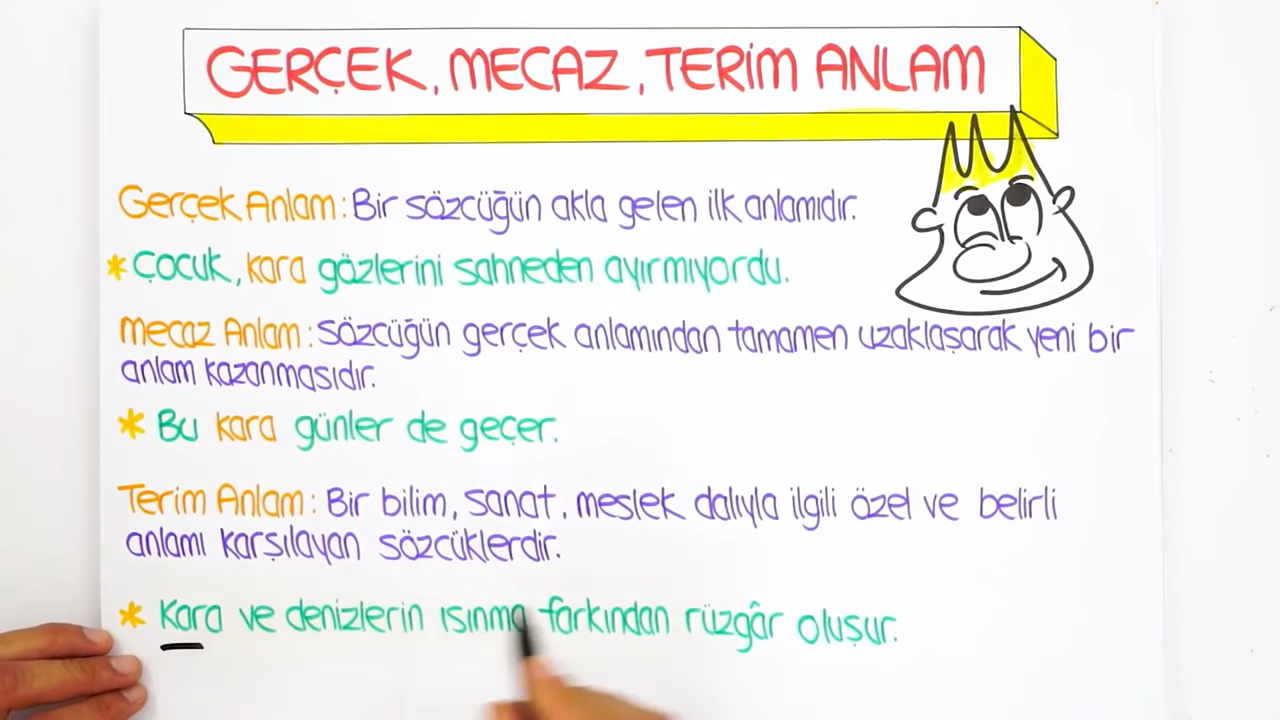 GERÇEK, MECAZ, TERİM ANLAM
Gerçek Anlam: Bir sözcüğün akla gelen ilk anlamıdır.
* Çocuk, kara gözlerini sahneden ayırmıyordu.
Mecaz Anlam: Sözcüğün gerçek anlamından tamamen uzaklaşarak yeni bir
anlam kazanmasıdır.
* Bu kara günler de geçer.
Terim Anlam: Bir bilim, sanat, meslek dalıyla ilgili özel ve belirli
anlamı karşılayan sözcüklerdir.
* Kara ve denizlerin ısınma farkından rüzgâr oluşur.